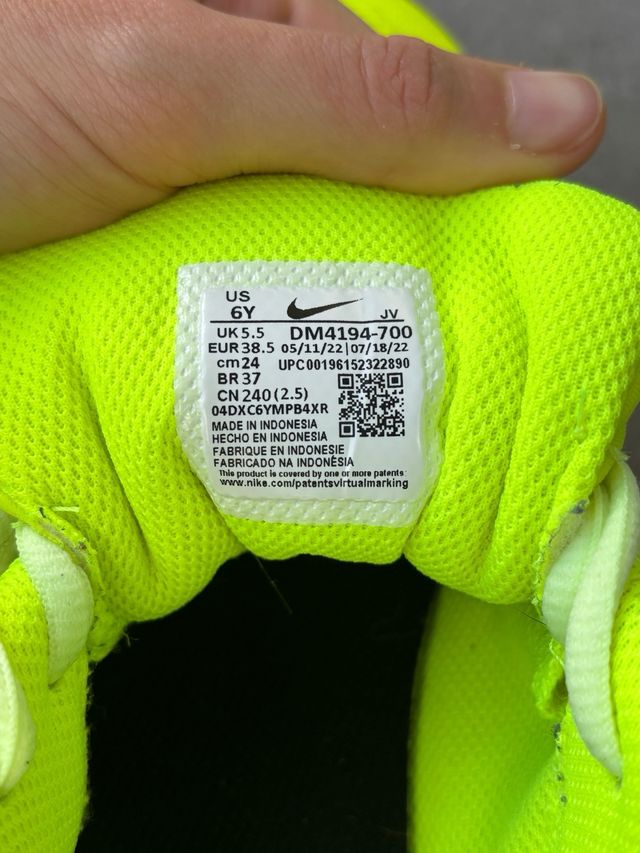 US
6Y
JV
UK 5.5 DM4194-700
EUR 38.5 05/11/22|07/18/22
cm 24 UPC00196152322890
BR 37
CN 240 (2.5)
04DXC6YMPB4XR
MADE IN INDONESIA
HECHO EN INDONESIA
FABRIQUE EN INDONESIE
FABRICADO NA INDONÉSIA
This product is covered by one or more patents:
www.nike.com/patentsvirtualmarking